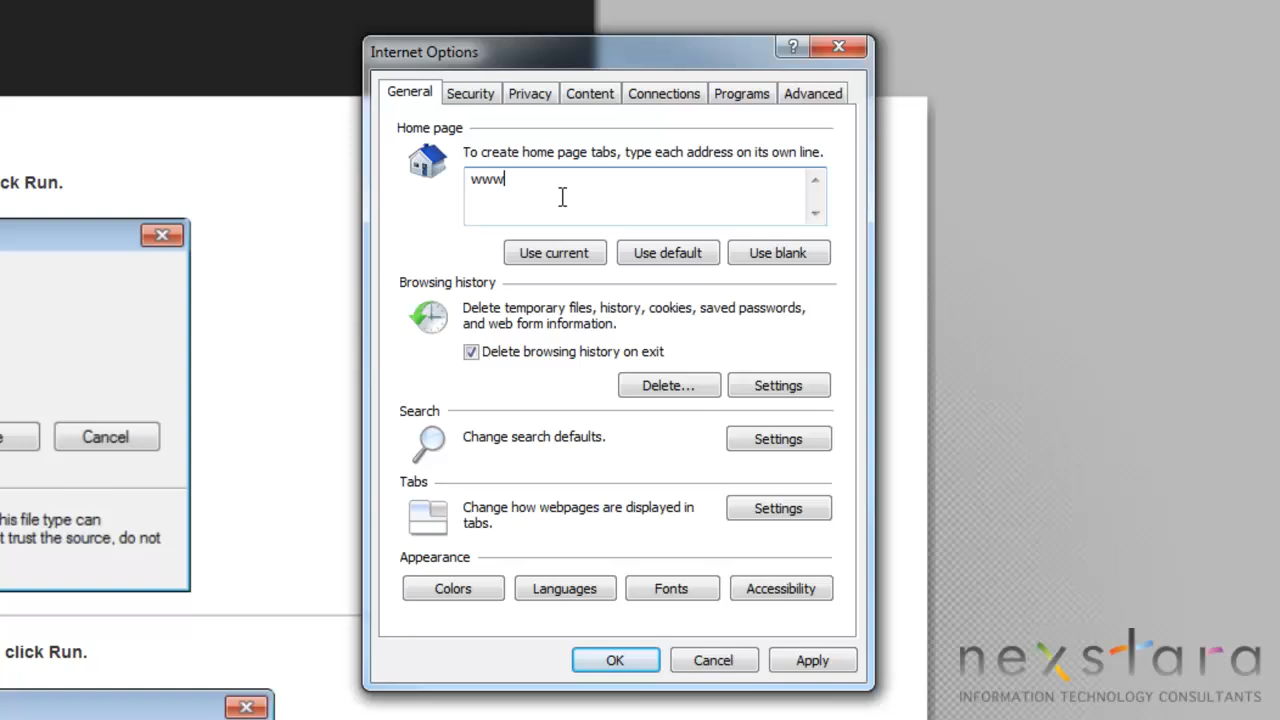 Internet Options
?
General
Security
Privacy
Content
Connections
Programs
Advanced
Home page
To create home page tabs, type each address on its own line.
www
Use current
Use default
Use blank
Browsing history
Delete temporary files, history, cookies, saved passwords,
and web form information.
Delete browsing history on exit
Delete...
Settings
Search
Change search defaults.
Settings
Tabs
Change how webpages are displayed in
tabs.
Settings
Appearance
Colors
Languages
Fonts
Accessibility
OK
Cancel
Apply
ck Run.
e
Cancel
his file type can
t trust the source, do not
click Run.
nexstara
INFORMATION TECHNOLOGY CONSULTANTS